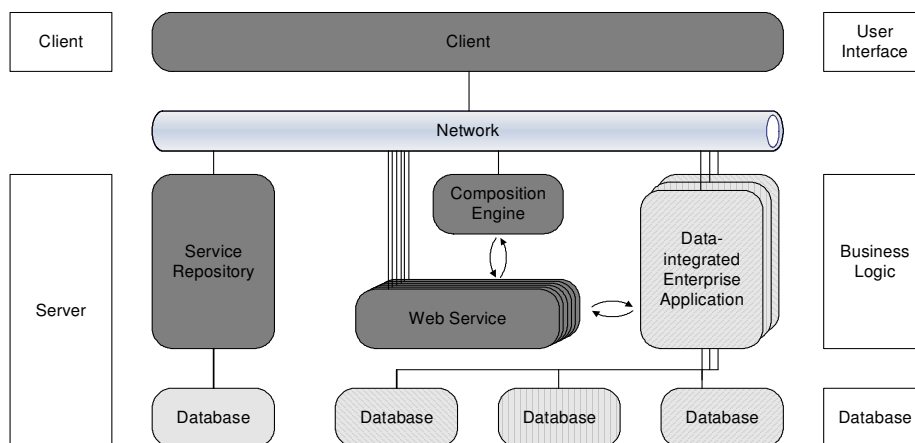 Client
Client
User
Interface
Network
Composition
Engine
Service
Repository
Data-
integrated
Enterprise
Application
Business
Logic
Server
Web Service
Database
Database
Database
Database
Database